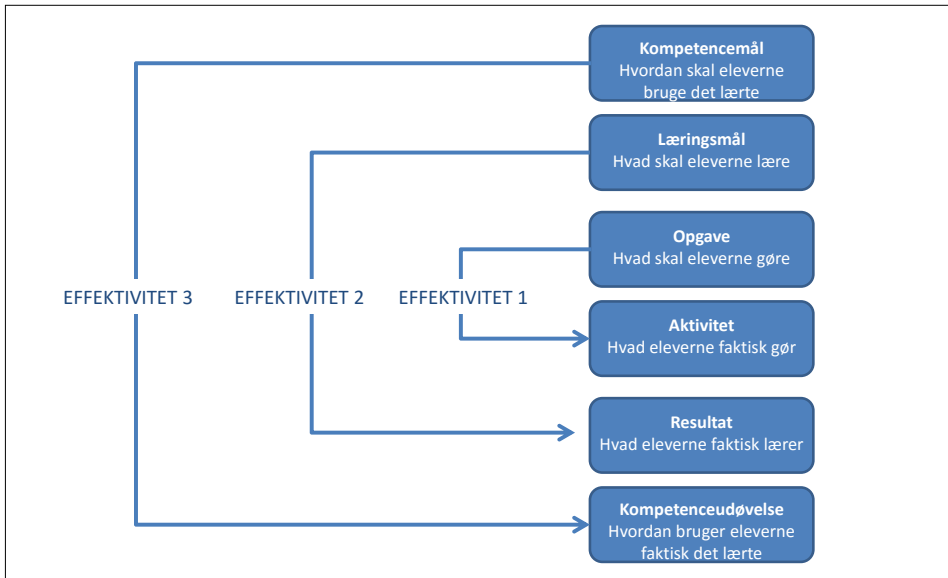 Kompetencemål
Hvordan skal eleverne
bruge det lærte
Læringsmål
Hvad skal eleverne lære
Opgave
Hvad skal eleverne gøre
EFFEKTIVITET 3
EFFEKTIVITET 2
EFFEKTIVITET 1
Aktivitet
Hvad eleverne faktisk gør
Resultat
Hvad eleverne faktisk lærer
Kompetenceudøvelse
Hvordan bruger eleverne
faktisk det lærte